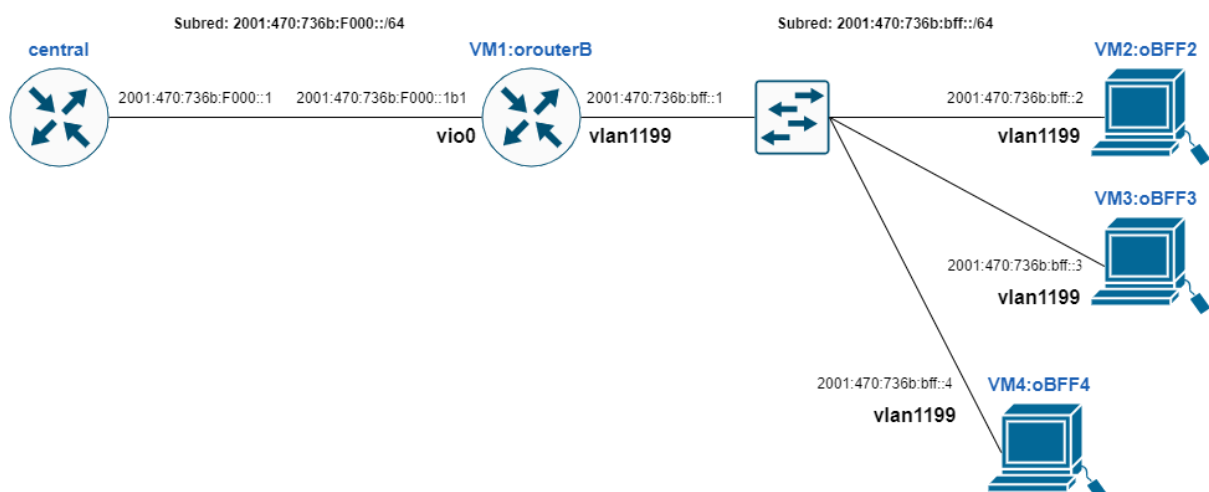 Subred: 2001:470:736b:F000::/64
Subred: 2001:470:736b:bff::/64
central
VM1:orouterB
VM2:oBFF2
2001:470:736b:F000::1
2001:470:736b:F000::1b1
2001:470:736b:bff::1
2001:470:736b:bff::2
vio0
vlan1199
vlan1199
VM3:oBFF3
2001:470:736b:bff::3
vlan1199
VM4:oBFF4
2001:470:736b:bff::4
vlan1199